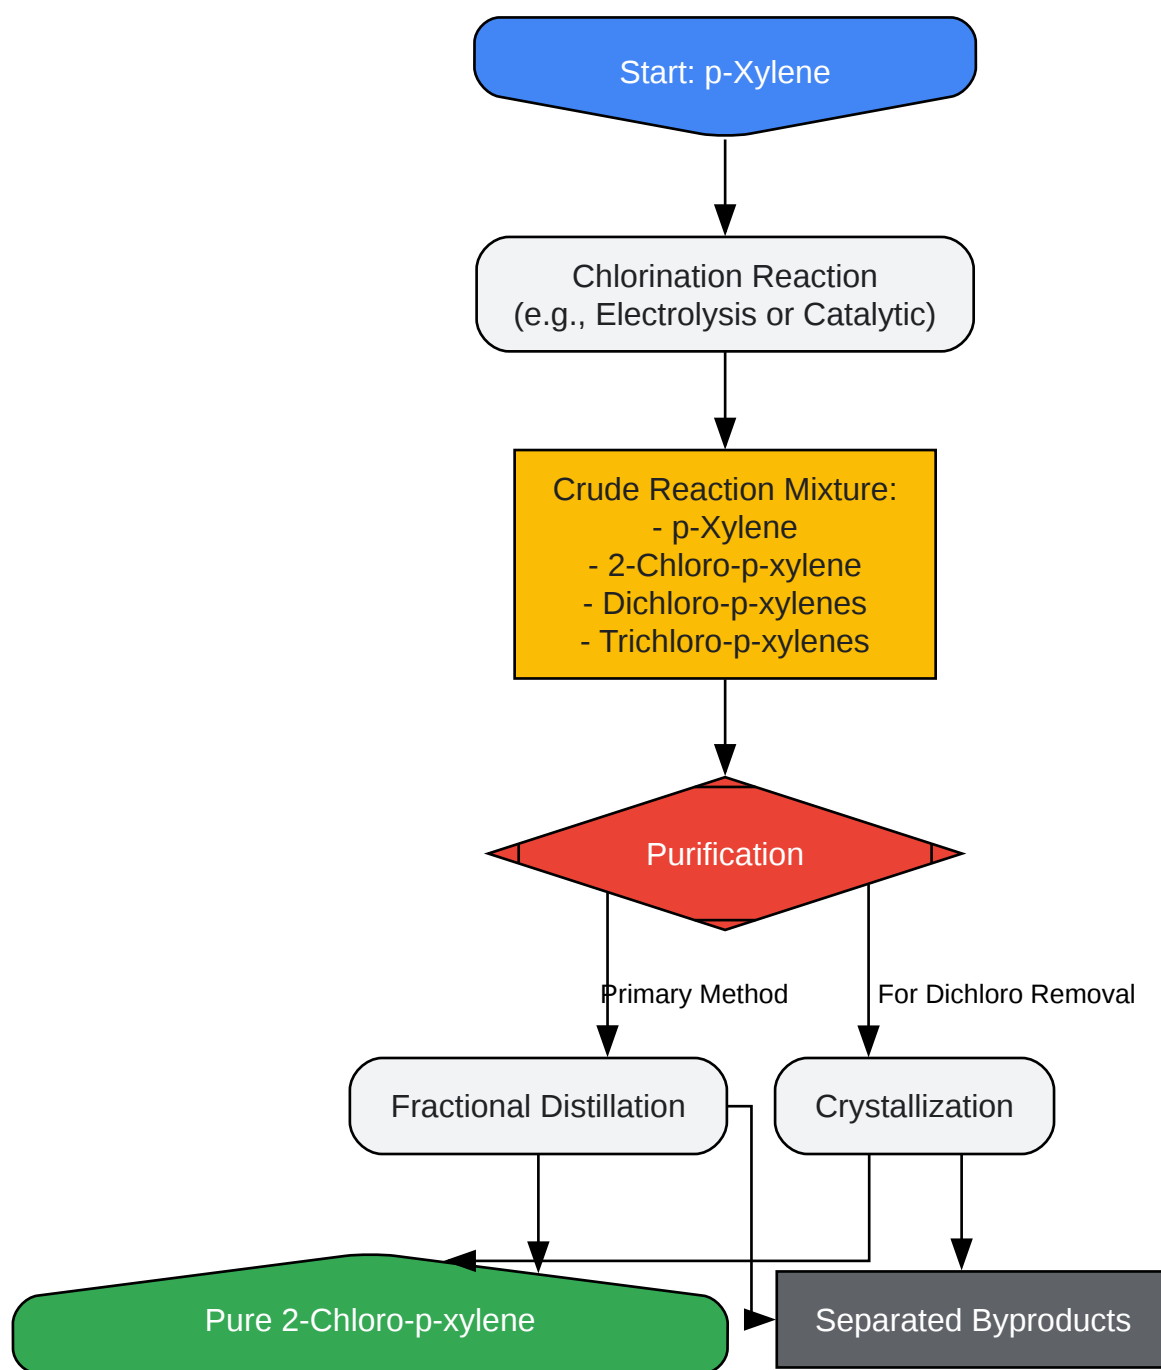 Start: p-Xylene
Chlorination Reaction
(e.g., Electrolysis or Catalytic)
Crude Reaction Mixture:
- p-Xylene
- 2-Chloro-p-xylene
- Dichloro-p-xylenes
- Trichloro-p-xylenes
Purification
Primary Method
For Dichloro Removal
Fractional Distillation
Crystallization
Pure 2-Chloro-p-xylene
Separated Byproducts